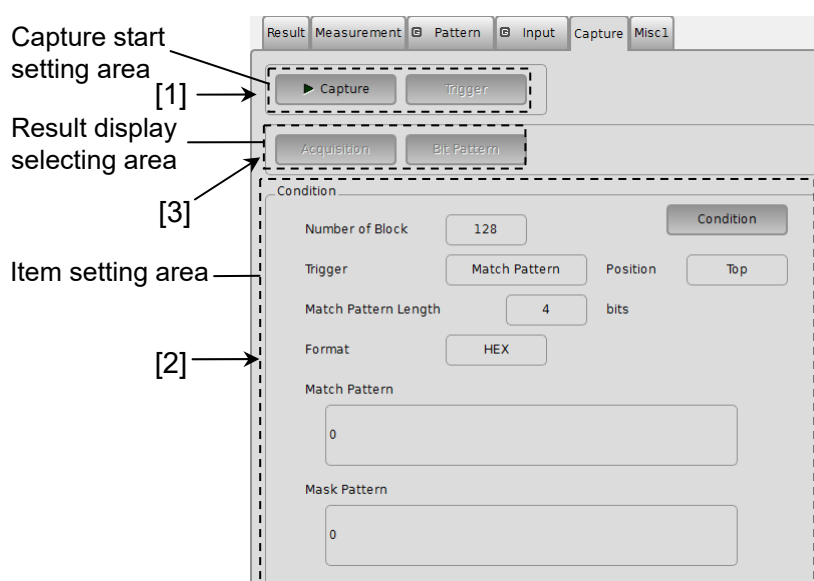 Result Measurement G Pattern G Input Capture Misc1
Capture start
setting area
[1]
Capture Trigger
Result display
selecting area
Acquisition Bit Pattern
[3]
Condition
Number of Block 128 Condition
Item setting area
Trigger Match Pattern Position Top
Match Pattern Length 4 bits
[2]
Format HEX
Match Pattern
0
Mask Pattern
0